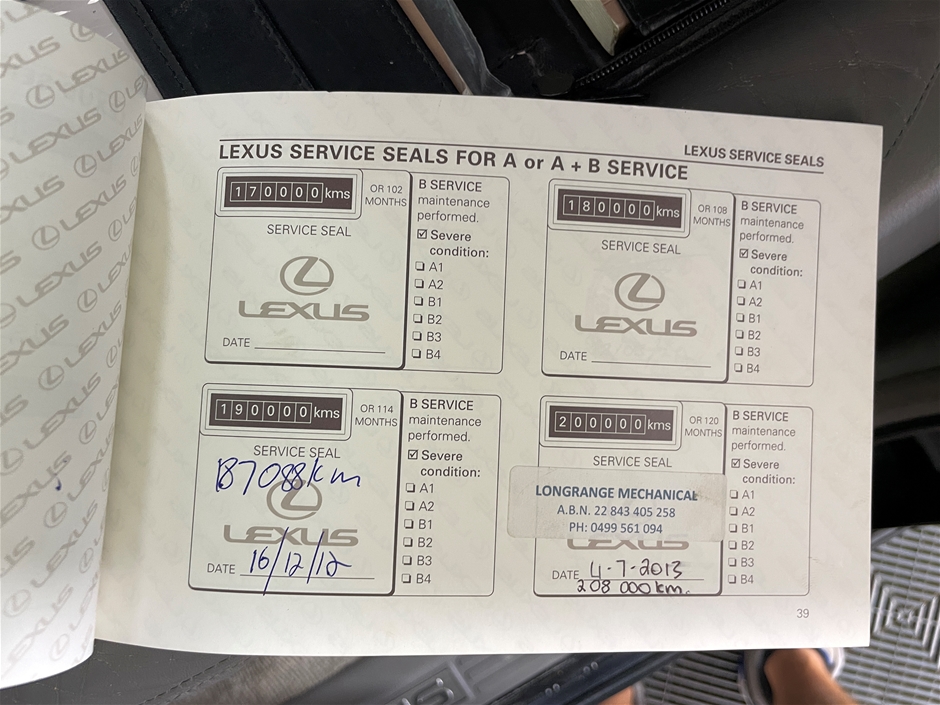 LEXUS SERVICE SEALS
LEXUS SERVICE SEALS FOR A or A + B SERVICE
170000 kms
OR 102
MONTHS
SERVICE SEAL
LEXUS
DATE
B SERVICE
maintenance
performed.
☑ Severe
condition:
❑ A1
❑ A2
❑ B1
❑ B2
❑ B3
❑ B4
180000 kms
OR 108
MONTHS
SERVICE SEAL
LEXUS
DATE
B SERVICE
maintenance
performed.
☑ Severe
condition:
❑ A1
❑ A2
❑ B1
❑ B2
❑ B3
❑ B4
190000 kms
OR 114
MONTHS
SERVICE SEAL
187088km
LEXUS
DATE 16/12/12
B SERVICE
maintenance
performed.
☑ Severe
condition:
❑ A1
❑ A2
❑ B1
❑ B2
❑ B3
❑ B4
200000 kms
OR 120
MONTHS
SERVICE SEAL
LONGRANGE MECHANICAL
A.B.N. 22 843 405 258
PH: 0499 561 094
LEXUS
DATE 4-7-2013
208 000km.
B SERVICE
maintenance
performed.
☑ Severe
condition:
❑ A1
❑ A2
❑ B1
❑ B2
❑ B3
❑ B4
39